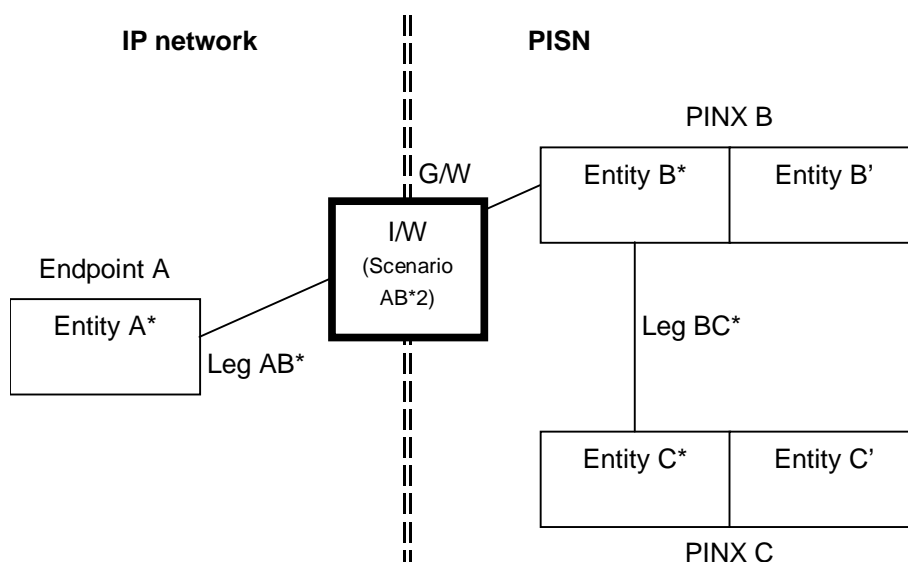 IP network
PISN
PINX B
G/W
Entity B*
Entity B’
I/W
(Scenario
AB*2)
Endpoint A
Entity A*
Leg AB*
Leg BC*
Entity C*
Entity C’
PINX C